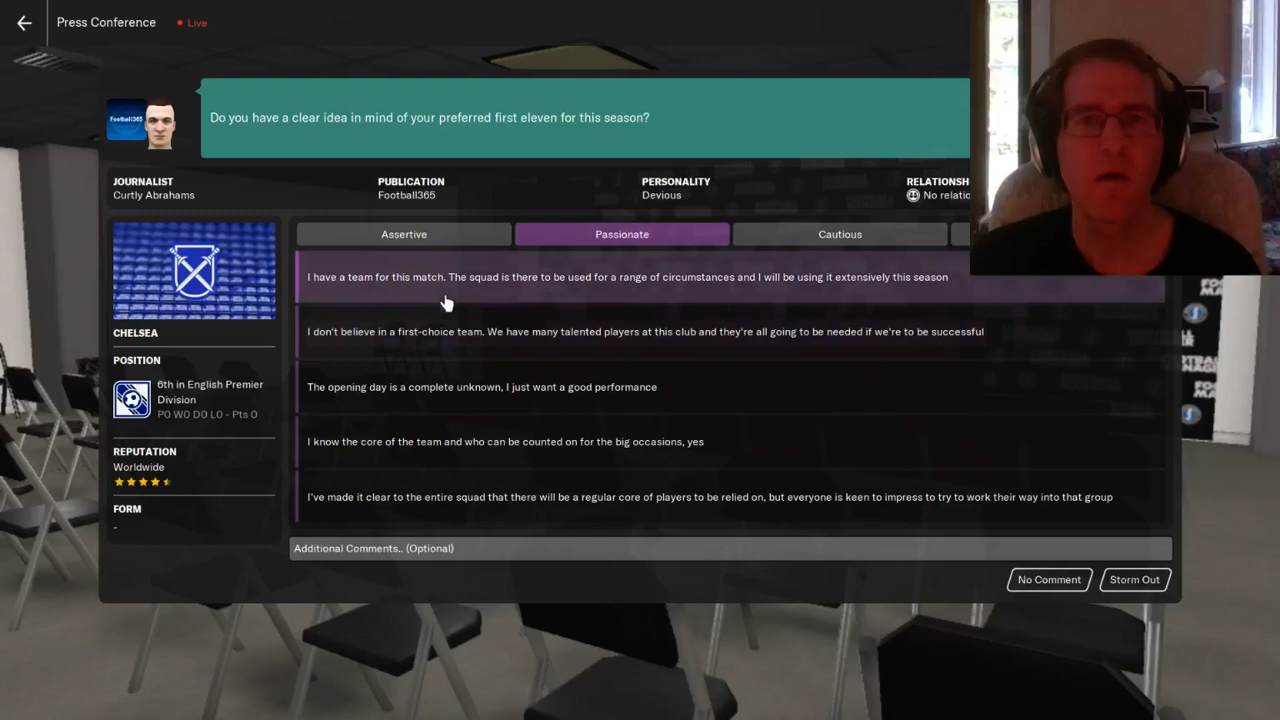 Press Conference
Live
Football365
Do you have a clear idea in mind of your preferred first eleven for this season?
JOURNALIST
Curtly Abrahams
PUBLICATION
Football365
PERSONALITY
Devious
Assertive
Passionate
Cautious
CHELSEA
POSITION
6th in English Premier
Division
P0 W0 D0 L0 - Pts 0
REPUTATION
Worldwide
FORM
-
I have a team for this match. The squad is there to be used for a range of circumstances and I will be using it extensively this season
I don't believe in a first-choice team. We have many talented players at this club and they're all going to be needed if we're to be successful
The opening day is a complete unknown, I just want a good performance
I know the core of the team and who can be counted on for the big occasions, yes
I've made it clear to the entire squad that there will be a regular core of players to be relied on, but everyone is keen to impress to try to work their way into that group
Additional Comments.. (Optional)
No Comment
Storm Out